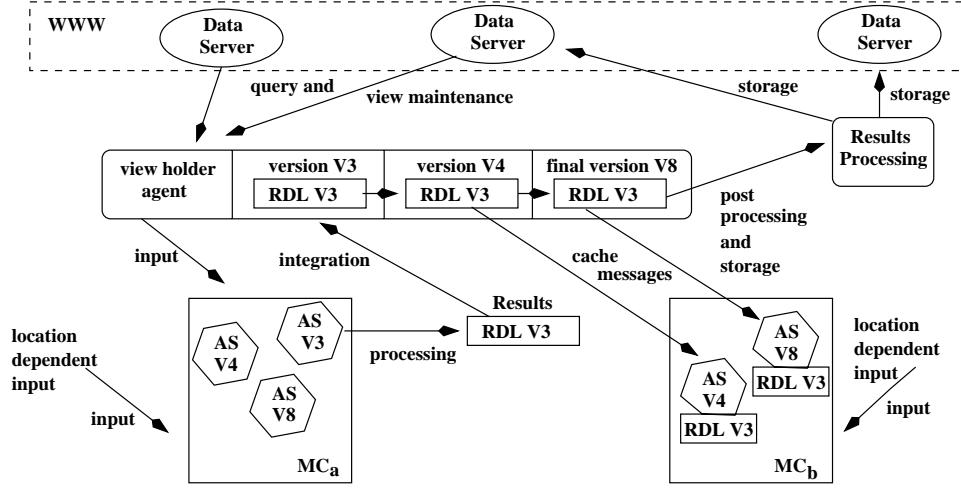 WWW
Data
Server
Data
Server
Data
Server
query and
view maintenance
storage
storage
Results
Processing
view holder
agent
version V3
RDL V3
version V4
RDL V3
final version V8
RDL V3
post
processing
and
storage
input
integration
cache
messages
Results
RDL V3
processing
location
dependent
input
input
AS
V4
AS
V3
AS
V8
MCa
AS
V8
RDL V3
AS
V4
RDL V3
MCb
location
dependent
input
input